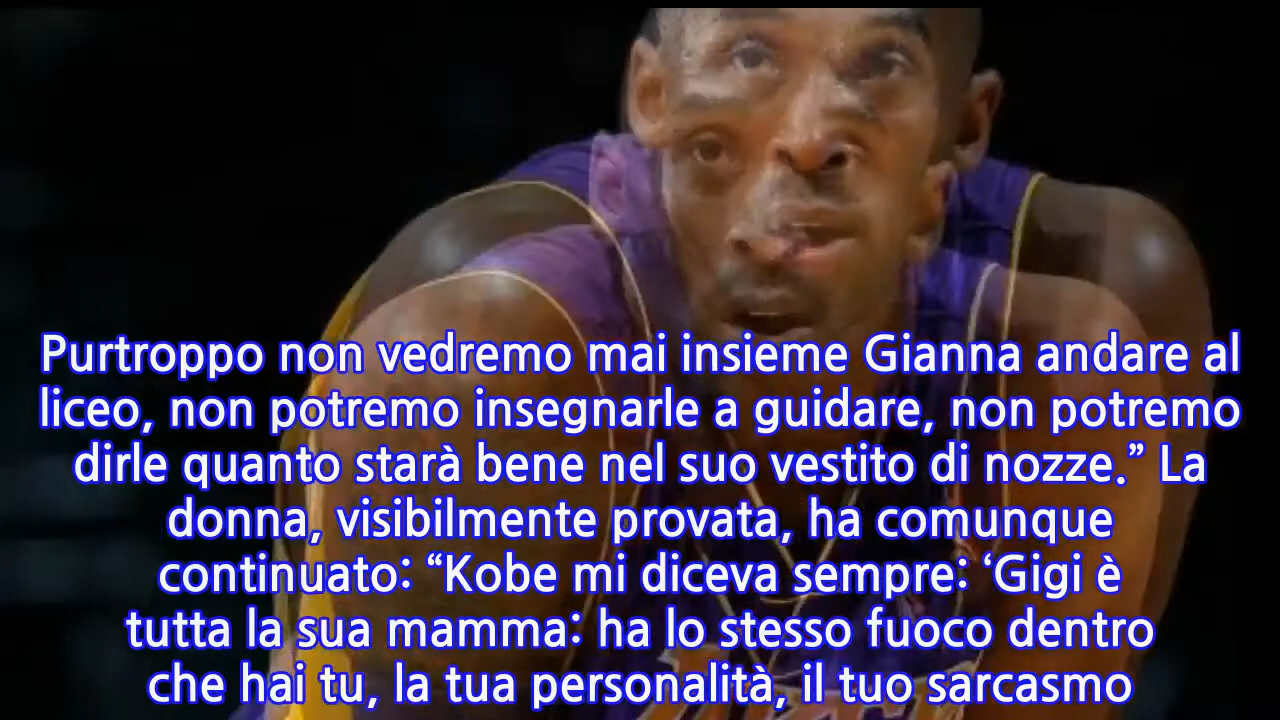 Purtroppo non vedremo mai insieme Gianna andare al
liceo, non potremo insegnarle a guidare, non potremo
dirle quanto starà bene nel suo vestito di nozze.” La
donna, visibilmente provata, ha comunque
continuato: “Kobe mi diceva sempre: ‘Gigi è
tutta la sua mamma: ha lo stesso fuoco dentro
che hai tu, la tua personalità, il tuo sarcasmo